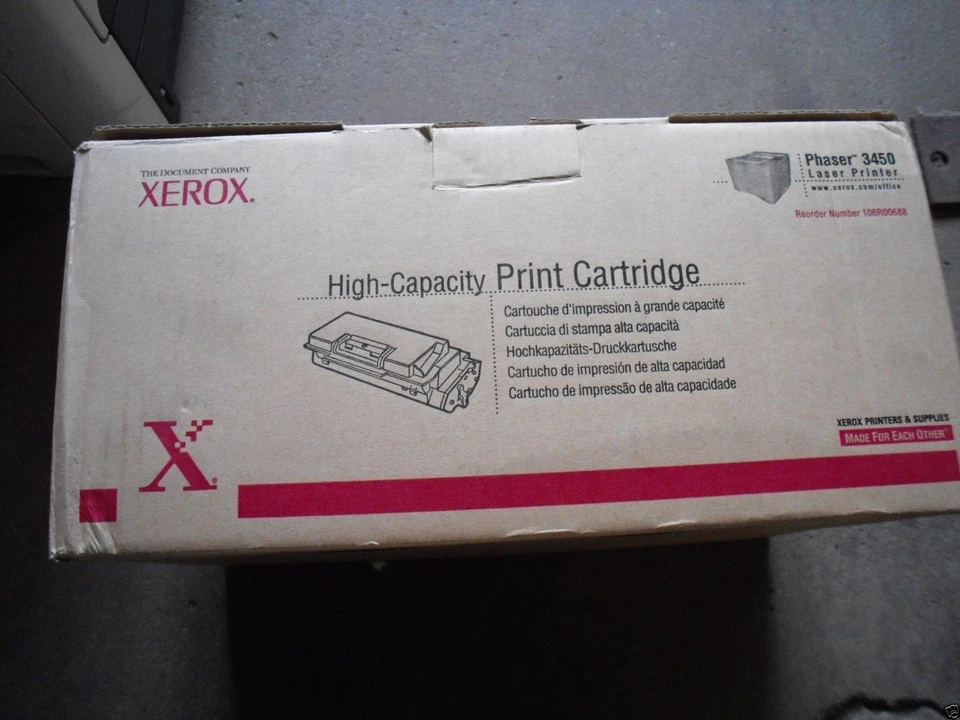 THE DOCUMENT COMPANY
XEROX.
Phaser™ 3450
Laser Printer
www.xerox.com/office
Reorder Number 106R00688
High-Capacity Print Cartridge
Cartouche d'impression à grande capacité
Cartuccia di stampa alta capacità
Hochkapazitäts-Druckkartusche
Cartucho de impresión de alta capacidad
Cartucho de impressão de alta capacidade
X
XEROX PRINTERS & SUPPLIES
MADE FOR EACH OTHER™